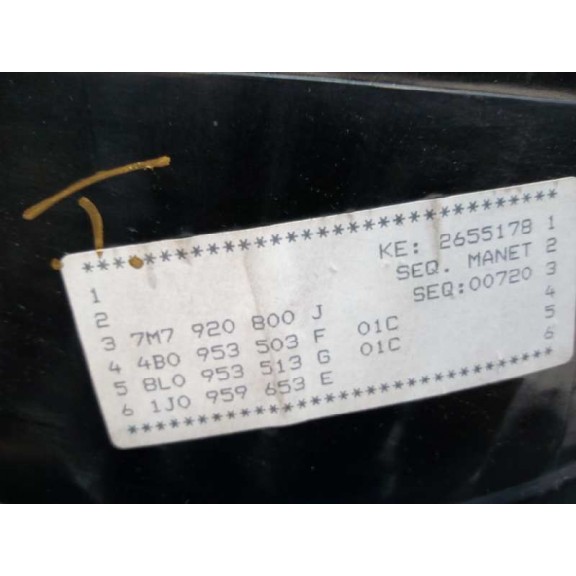 ********************************
1 KE: 2655178 1
2 SEQ. MANET 2
3 7M7 920 800 J SEQ:00720 3
4 4B0 953 503 F 01C 4
5 8L0 953 513 G 01C 5
6 1J0 959 653 E 6
********************************